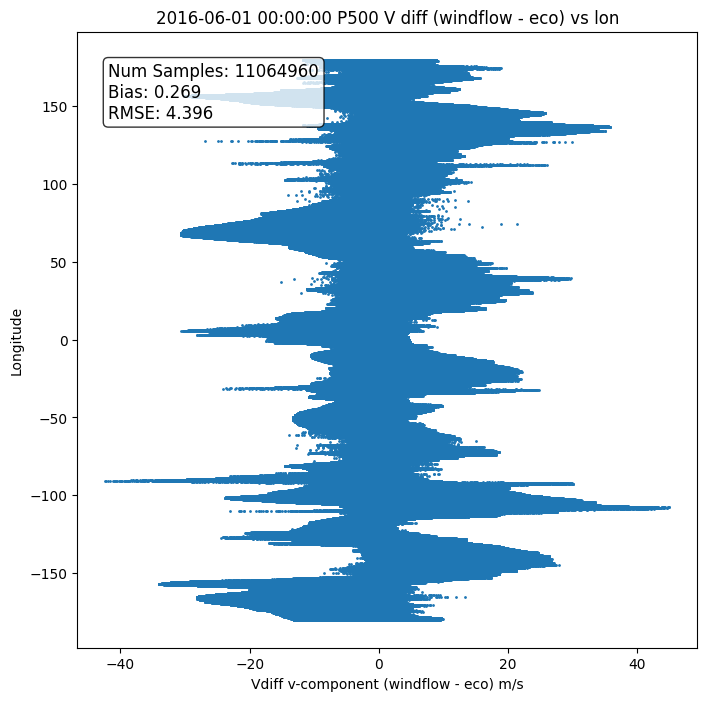 2016-06-01 00:00:00 P500 V diff (windflow - eco) vs lon
Num Samples: 11064960
Bias: 0.269
RMSE: 4.396
150
100
50
0
−50
−100
−150
Longitude
−40 −20 0 20 40
Vdiff v-component (windflow - eco) m/s